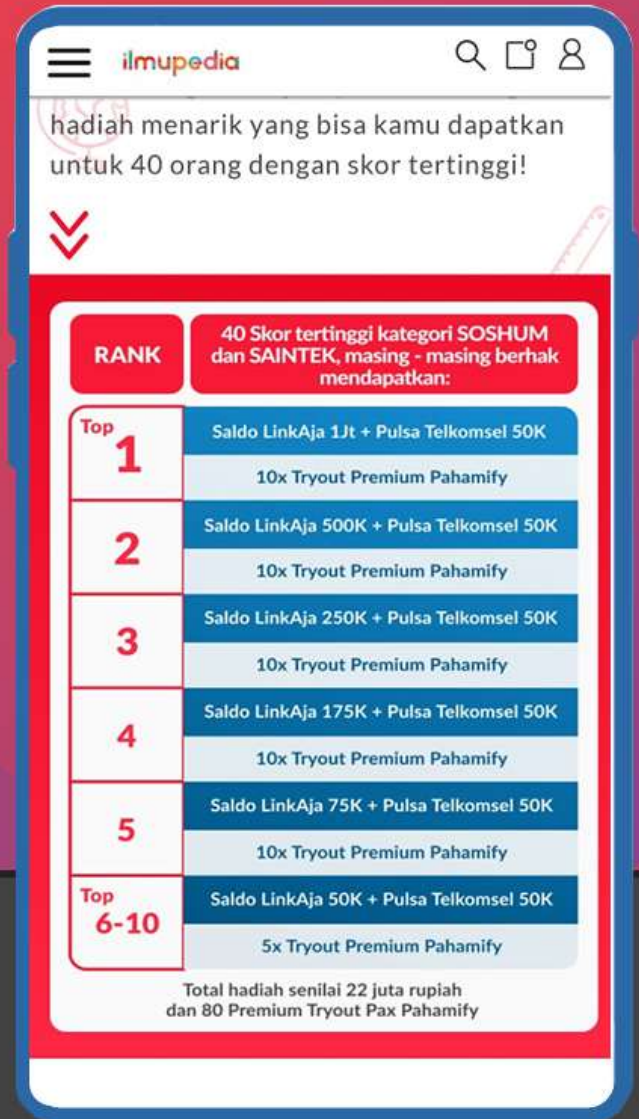 ilmupedia
hadiah menarik yang bisa kamu dapatkan
untuk 40 orang dengan skor tertinggi!
RANK
40 Skor tertinggi kategori SOSHUM
dan SAINTEK, masing - masing berhak
mendapatkan:
Top
1
Saldo LinkAja 1Jt + Pulsa Telkomsel 50K
10x Tryout Premium Pahamify
2
Saldo LinkAja 500K + Pulsa Telkomsel 50K
10x Tryout Premium Pahamify
3
Saldo LinkAja 250K + Pulsa Telkomsel 50K
10x Tryout Premium Pahamify
4
Saldo LinkAja 175K + Pulsa Telkomsel 50K
10x Tryout Premium Pahamify
5
Saldo LinkAja 75K + Pulsa Telkomsel 50K
10x Tryout Premium Pahamify
Top
6-10
Saldo LinkAja 50K + Pulsa Telkomsel 50K
5x Tryout Premium Pahamify
Total hadiah senilai 22 juta rupiah
dan 80 Premium Tryout Pax Pahamify